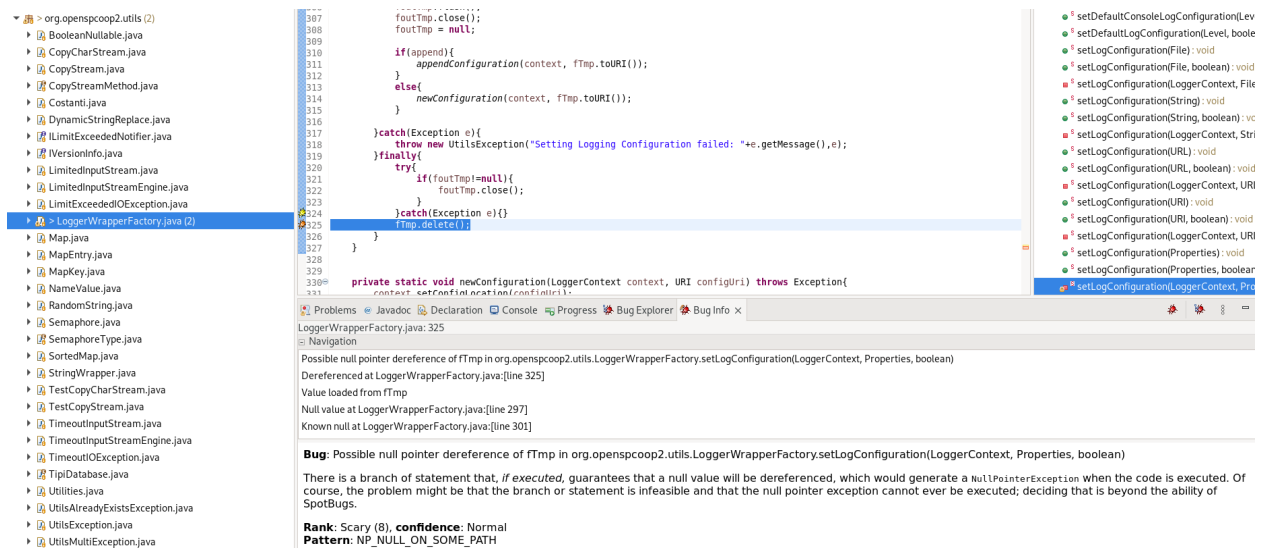 > org.openspcoop2.utils (2)
BooleanNullable.java
CopyCharStream.java
CopyStream.java
CopyStreamMethod.java
Costanti.java
DynamicStringReplace.java
ILimitExceededNotifier.java
IVersionInfo.java
LimitedInputStream.java
LimitedInputStreamEngine.java
LimitExceededIOException.java
> LoggerWrapperFactory.java (2)
Map.java
MapEntry.java
MapKey.java
NameValue.java
RandomString.java
Semaphore.java
SemaphoreType.java
SortedMap.java
StringWrapper.java
TestCopyCharStream.java
TestCopyStream.java
TimeoutInputStream.java
TimeoutInputStreamEngine.java
TimeoutIOException.java
TipiDatabase.java
Utilities.java
UtilsAlreadyExistsException.java
UtilsException.java
UtilsMultiException.java
307 foutTmp.close();
308 foutTmp = null;
309
310 if(append){
311 appendConfiguration(context, fTmp.toURI());
312 }
313 else{
314 newConfiguration(context, fTmp.toURI());
315 }
316
317 }catch(Exception e){
318 throw new UtilsException("Setting Logging Configuration failed: "+e.getMessage(),e);
319 }finally{
320 try{
321 if(foutTmp!=null){
322 foutTmp.close();
323 }
324 }catch(Exception e){}
325 fTmp.delete();
326 }
327 }
328
329
330 private static void newConfiguration(LoggerContext context, URI configUri) throws Exception{
331 context.setConfigLocation(configUri);
setDefaultConsoleLogConfiguration(Lev
setDefaultLogConfiguration(Level, boole
setLogConfiguration(File) : void
setLogConfiguration(File, boolean) : void
setLogConfiguration(LoggerContext, File
setLogConfiguration(String) : void
setLogConfiguration(String, boolean) : vo
setLogConfiguration(LoggerContext, Stri
setLogConfiguration(URL) : void
setLogConfiguration(URL, boolean) : void
setLogConfiguration(LoggerContext, URL
setLogConfiguration(URI) : void
setLogConfiguration(URI, boolean) : void
setLogConfiguration(LoggerContext, URI
setLogConfiguration(Properties) : void
setLogConfiguration(Properties, boolean
setLogConfiguration(LoggerContext, Pro
Problems Javadoc Declaration Console Progress Bug Explorer Bug Info
LoggerWrapperFactory.java: 325
Navigation
Possible null pointer dereference of fTmp in org.openspcoop2.utils.LoggerWrapperFactory.setLogConfiguration(LoggerContext, Properties, boolean)
Dereferenced at LoggerWrapperFactory.java:[line 325]
Value loaded from fTmp
Null value at LoggerWrapperFactory.java:[line 297]
Known null at LoggerWrapperFactory.java:[line 301]
Bug: Possible null pointer dereference of fTmp in org.openspcoop2.utils.LoggerWrapperFactory.setLogConfiguration(LoggerContext, Properties, boolean)
There is a branch of statement that, if executed, guarantees that a null value will be dereferenced, which would generate a NullPointerException when the code is executed. Of
course, the problem might be that the branch or statement is infeasible and that the null pointer exception cannot ever be executed; deciding that is beyond the ability of
SpotBugs.
Rank: Scary (8), confidence: Normal
Pattern: NP_NULL_ON_SOME_PATH